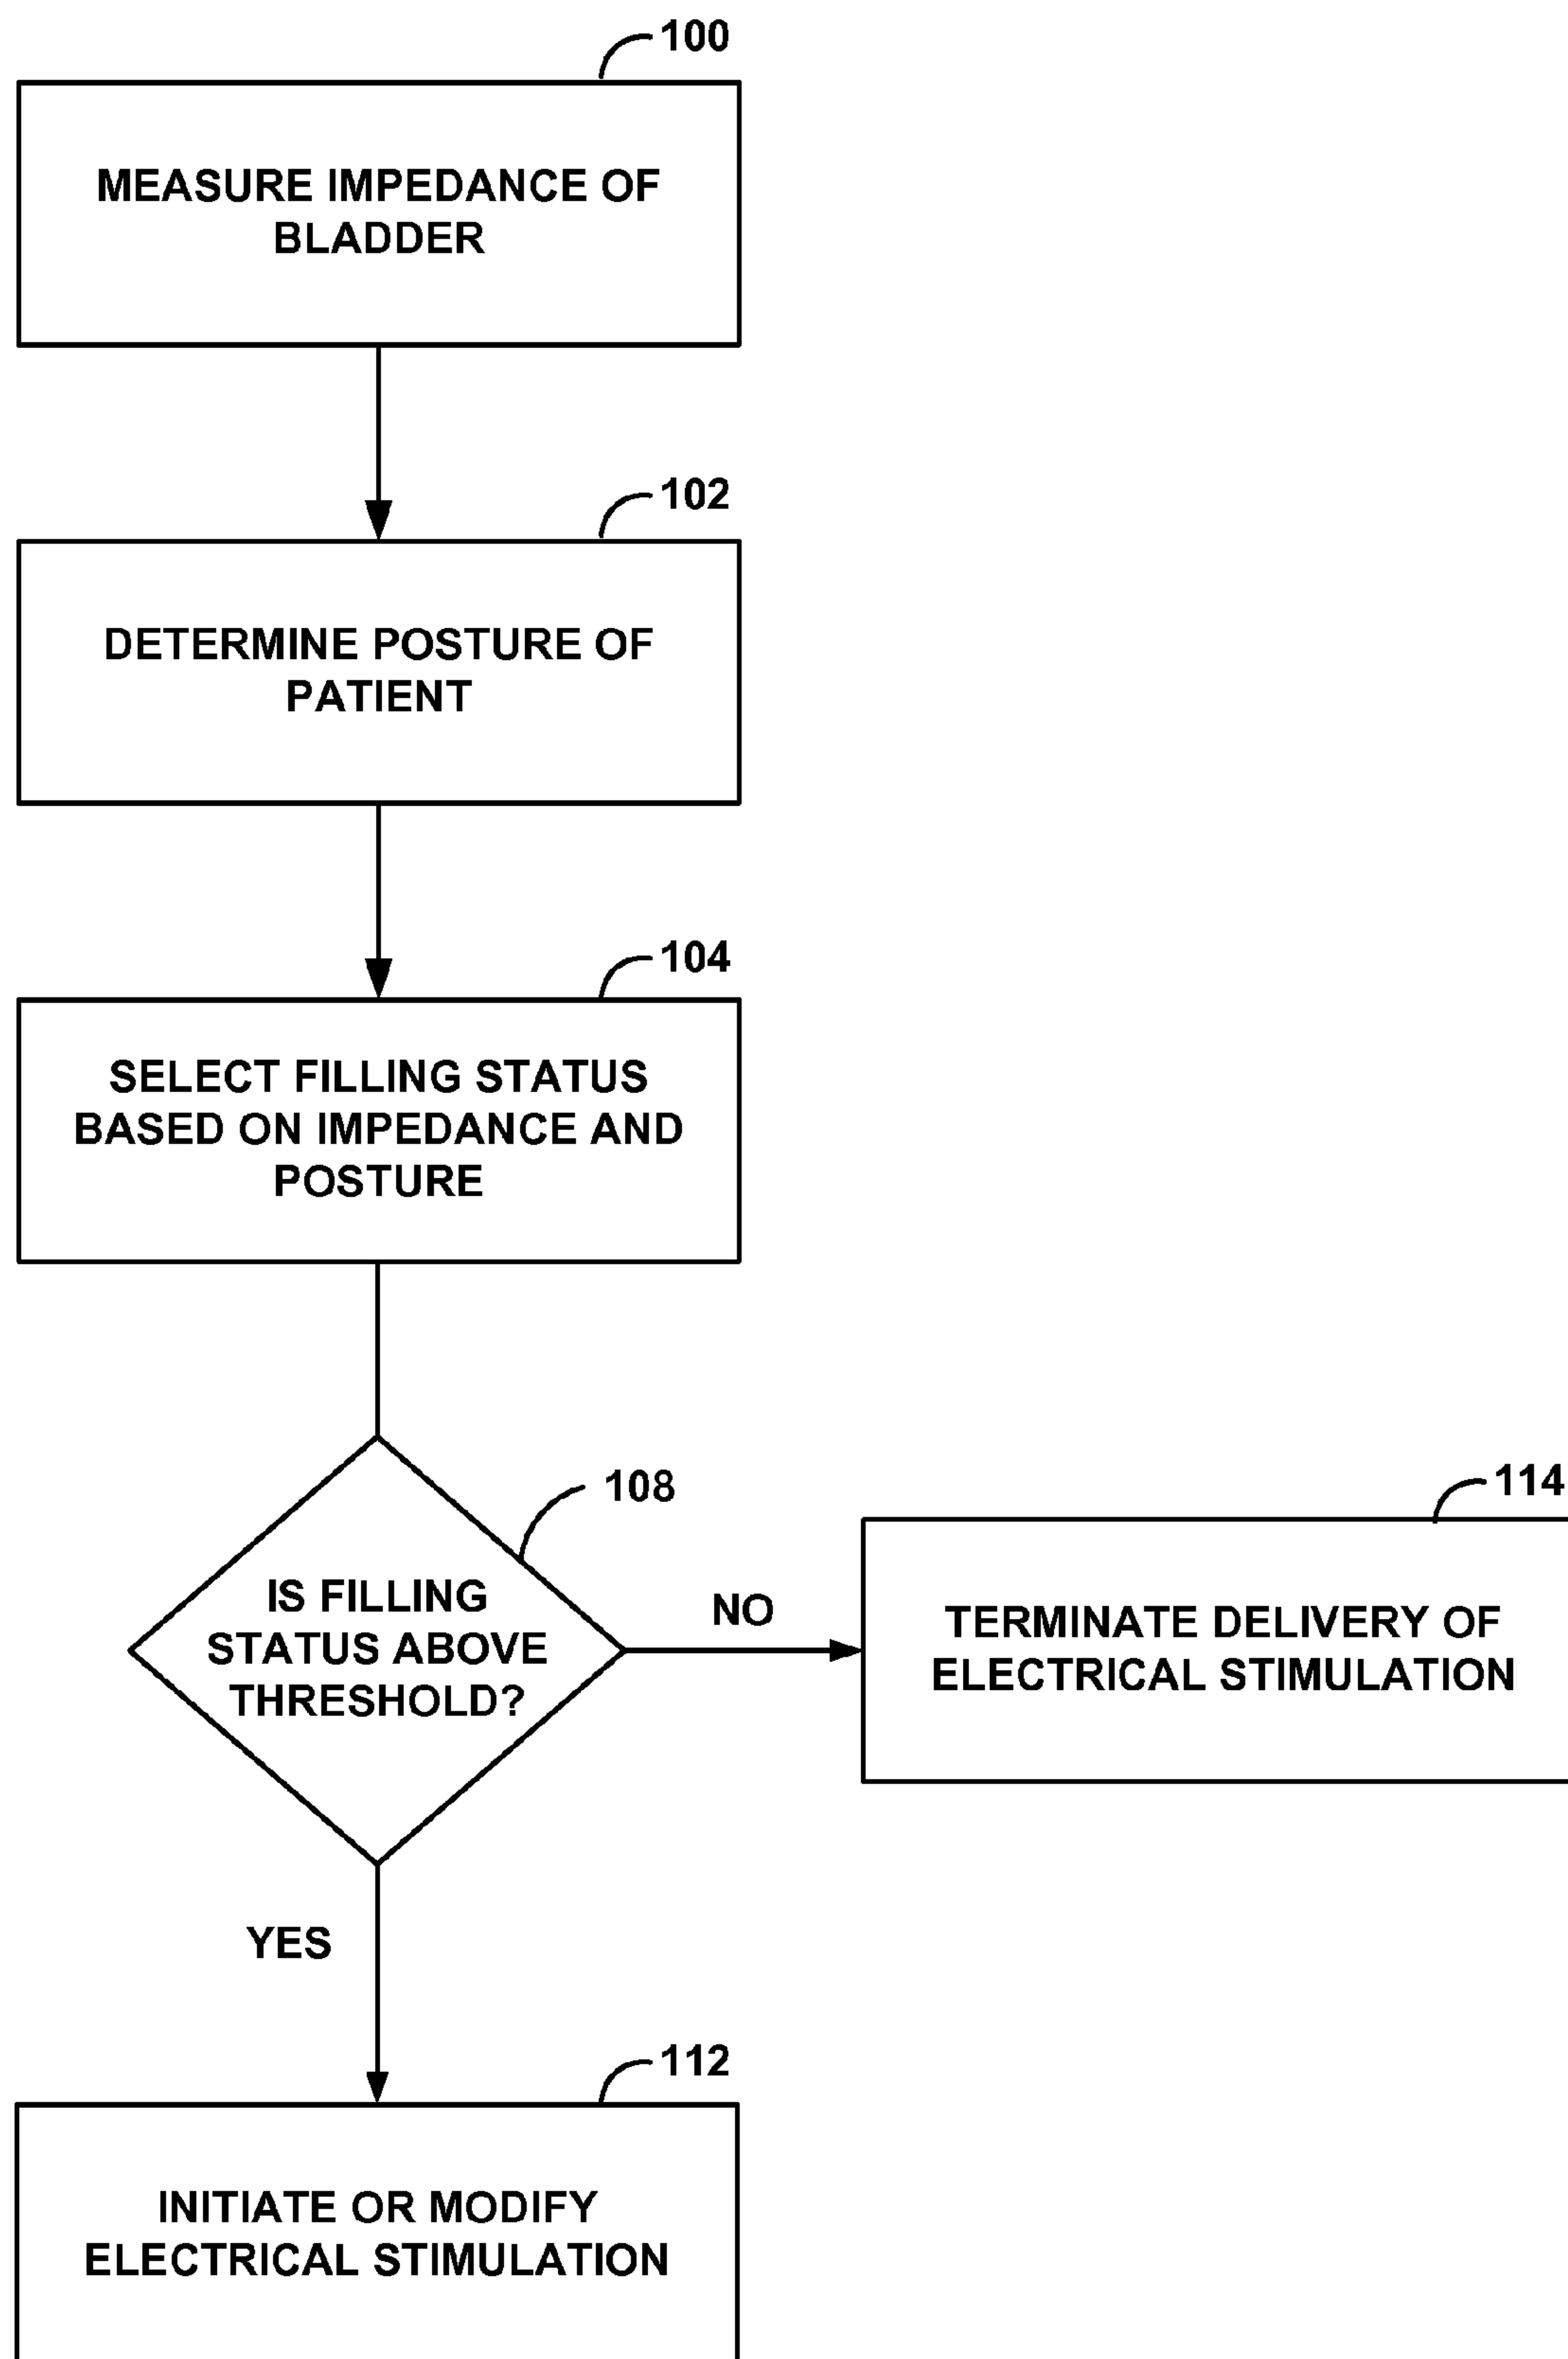 100
MEASURE IMPEDANCE OF
BLADDER
102
DETERMINE POSTURE OF
PATIENT
104
SELECT FILLING STATUS
BASED ON IMPEDANCE AND
POSTURE
108
IS FILLING
STATUS ABOVE
THRESHOLD?
NO
114
TERMINATE DELIVERY OF
ELECTRICAL STIMULATION
YES
112
INITIATE OR MODIFY
ELECTRICAL STIMULATION